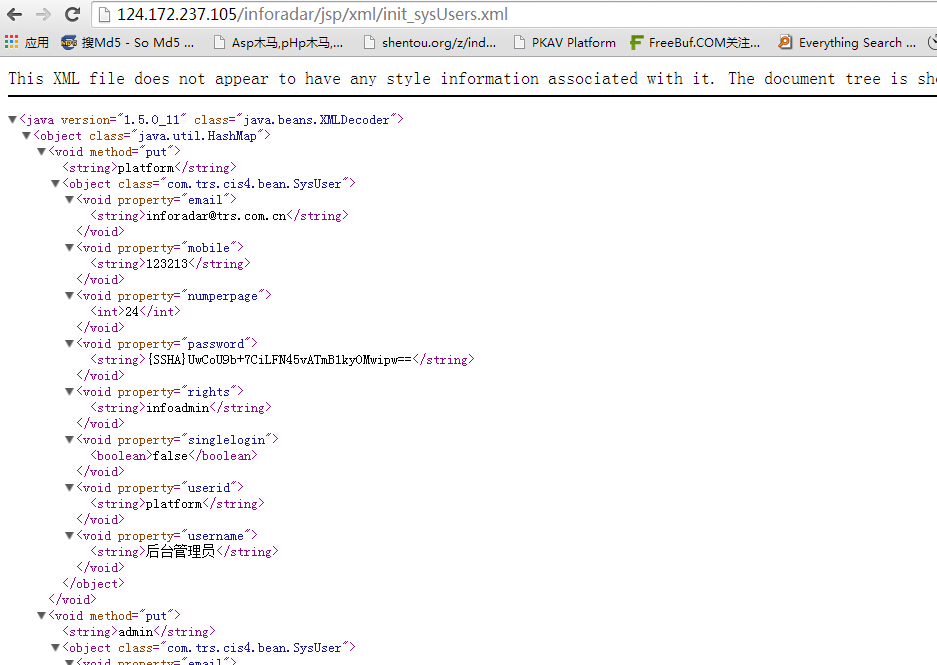 124.172.237.105/inforadar/jsp/xml/init_sysUsers.xml
应用 搜Md5 - So Md5 ... Asp木马,pHp木马,... shentou.org/z/ind... PKAV Platform FreeBuf.COM关注... Everything Search ...
This XML file does not appear to have any style information associated with it. The document tree is sho
▼<java version="1.5.0_11" class="java.beans.XMLDecoder">
▼<object class="java.util.HashMap">
▼<void method="put">
<string>platform</string>
▼<object class="com.trs.cis4.bean.SysUser">
▼<void property="email">
<string>inforadar@trs.com.cn</string>
</void>
▼<void property="mobile">
<string>123213</string>
</void>
▼<void property="numperpage">
<int>24</int>
</void>
▼<void property="password">
<string>{SSHA}UwCoU9b+7CiLFN45vATmB1kyOMwipw==</string>
</void>
▼<void property="rights">
<string>infoadmin</string>
</void>
▼<void property="singlelogin">
<boolean>false</boolean>
</void>
▼<void property="userid">
<string>platform</string>
</void>
▼<void property="username">
<string>后台管理员</string>
</void>
</object>
</void>
▼<void method="put">
<string>admin</string>
▼<object class="com.trs.cis4.bean.SysUser">
▼<void property="email">